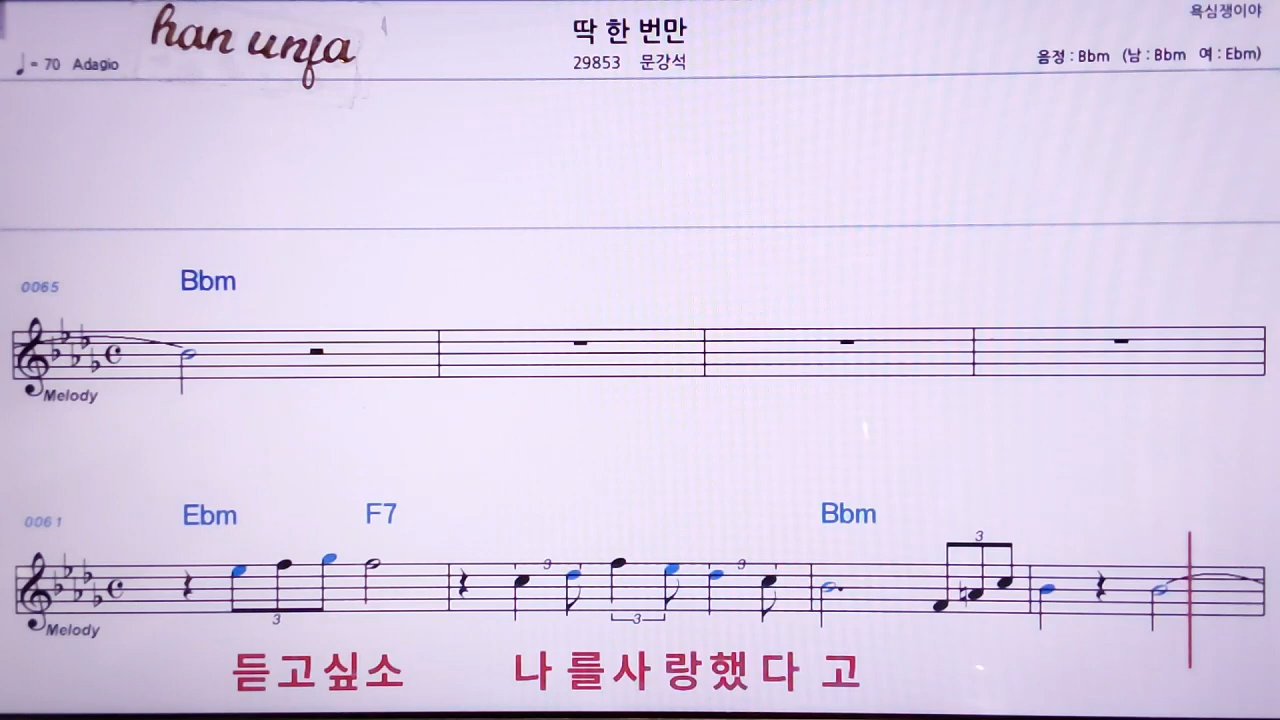 욕심쟁이야
han unfa
딱 한 번만
♩= 70 Adagio
29853 문강석
음정 : Bbm (남 : Bbm 여 : Ebm)
Bbm
0065
Melody
Ebm F7 Bbm
0061
3
3
3
3
3
Melody
듣고싶소 나를사랑했다고